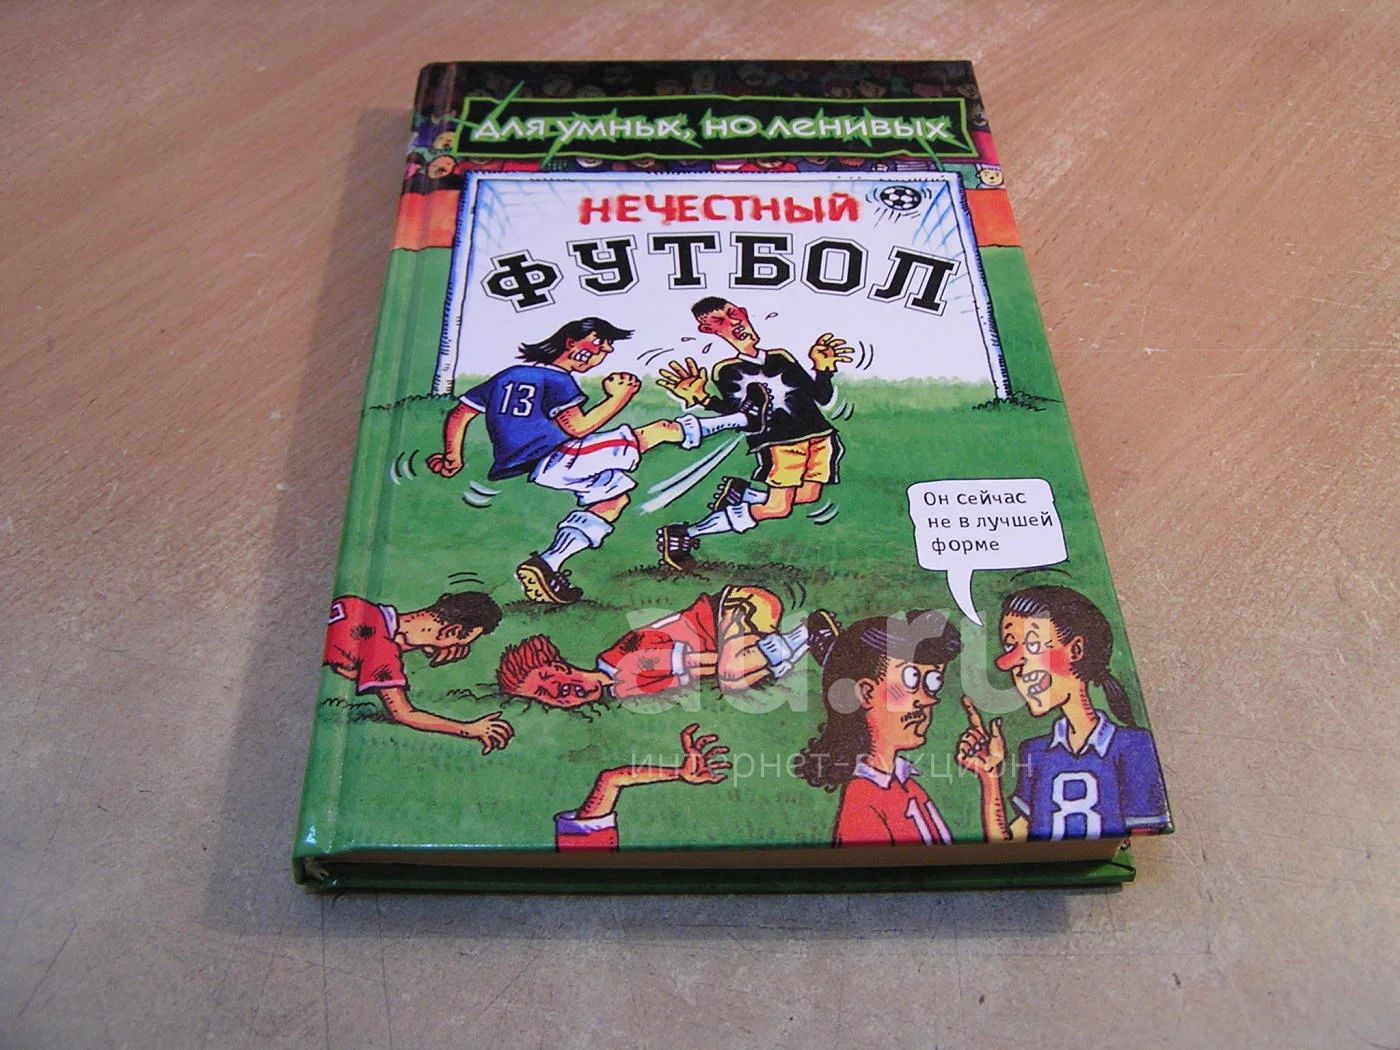 для умных, но ленивых
НЕЧЕСТНЫЙ
ФУТБОЛ
13
Он сейчас
не в лучшей
форме
au.ru
интернет-аукцион
8